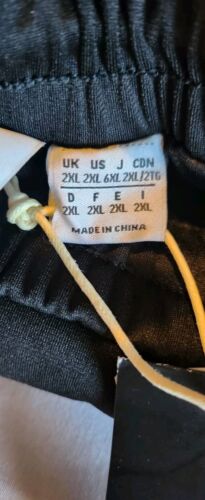 UK US J CDN
2XL 2XL 6XL 2XL/2TG
D F E I
2XL 2XL 2XL 2XL
MADE IN CHINA